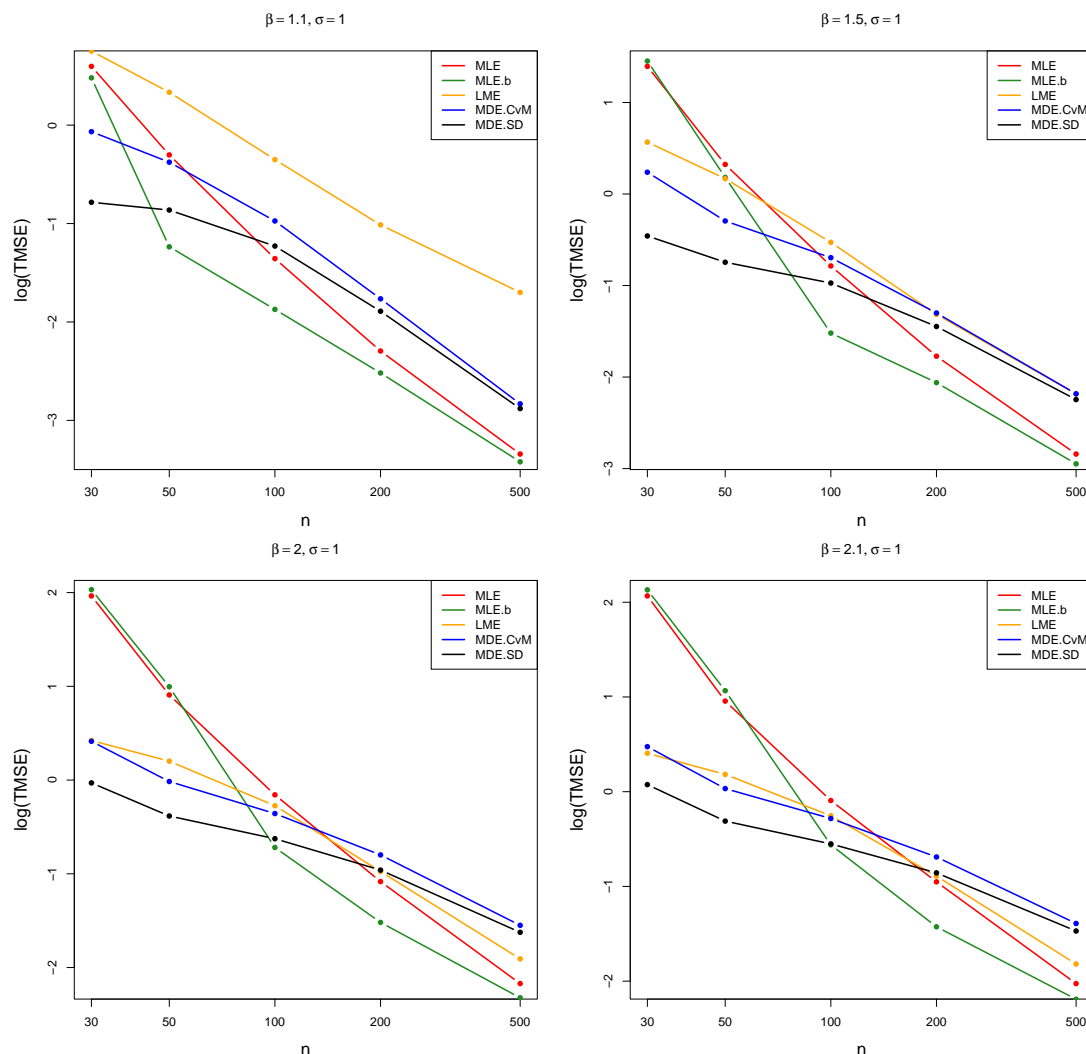 β = 1.1, σ = 1
log(TMSE)
0
−1
−2
−3
MLE
MLE.b
LME
MDE.CvM
MDE.SD
30 50 100 200 500
n
β = 1.5, σ = 1
log(TMSE)
1
0
−1
−2
−3
MLE
MLE.b
LME
MDE.CvM
MDE.SD
30 50 100 200 500
n
β = 2, σ = 1
log(TMSE)
2
1
0
−1
−2
MLE
MLE.b
LME
MDE.CvM
MDE.SD
30 50 100 200 500
n
β = 2.1, σ = 1
log(TMSE)
2
1
0
−1
−2
MLE
MLE.b
LME
MDE.CvM
MDE.SD
30 50 100 200 500
n